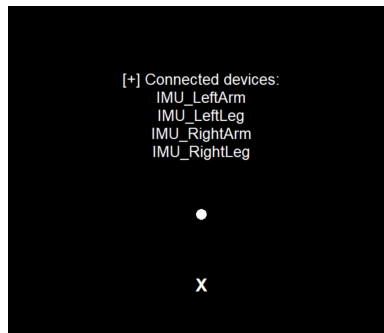 [+] Connected devices:
IMU_LeftArm
IMU_LeftLeg
IMU_RightArm
IMU_RightLeg
X